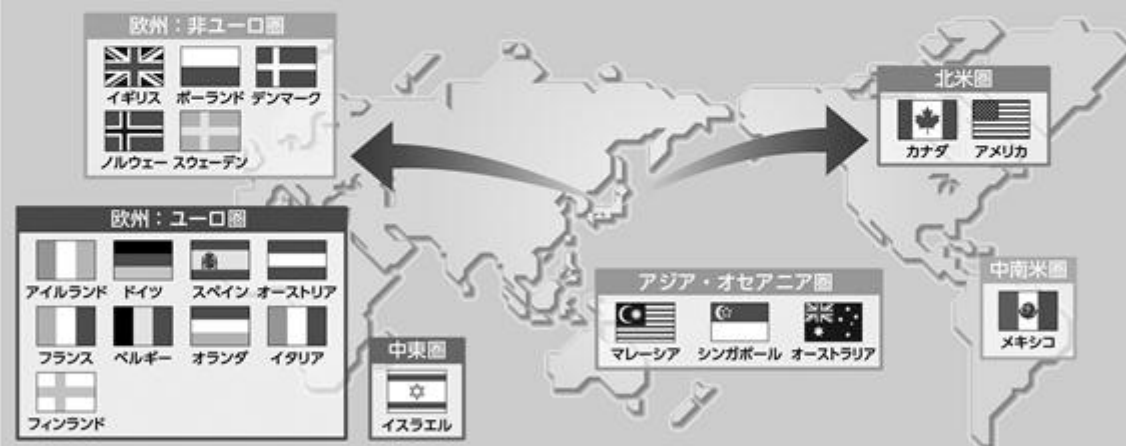 欧州：非ユーロ圏
イギリス ポーランド デンマーク
ノルウェー スウェーデン
北米圏
カナダ アメリカ
欧州：ユーロ圏
アイルランド ドイツ スペイン オーストリア
フランス ベルギー オランダ イタリア
フィンランド
中東圏
イスラエル
アジア・オセアニア圏
マレーシア シンガポール オーストラリア
中南米圏
メキシコ